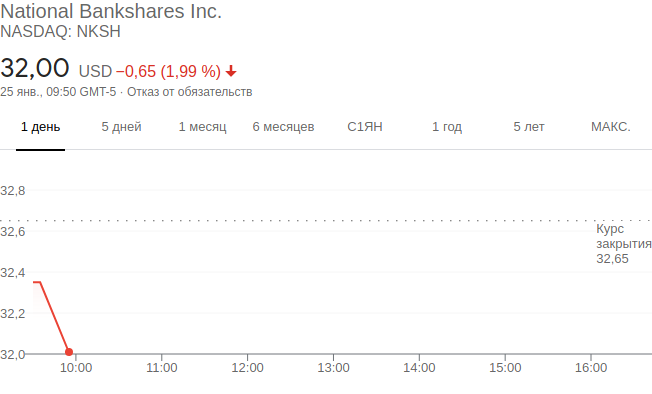 National Bankshares Inc.
NASDAQ: NKSH
32,00 USD −0,65 (1,99 %)
25 янв., 09:50 GMT-5 · Отказ от обязательств
1 день 5 дней 1 месяц 6 месяцев С1ЯН 1 год 5 лет МАКС.
32,8
32,6
Курс
закрытия
32,65
32,4
32,2
32,0
10:00 11:00 12:00 13:00 14:00 15:00 16:00